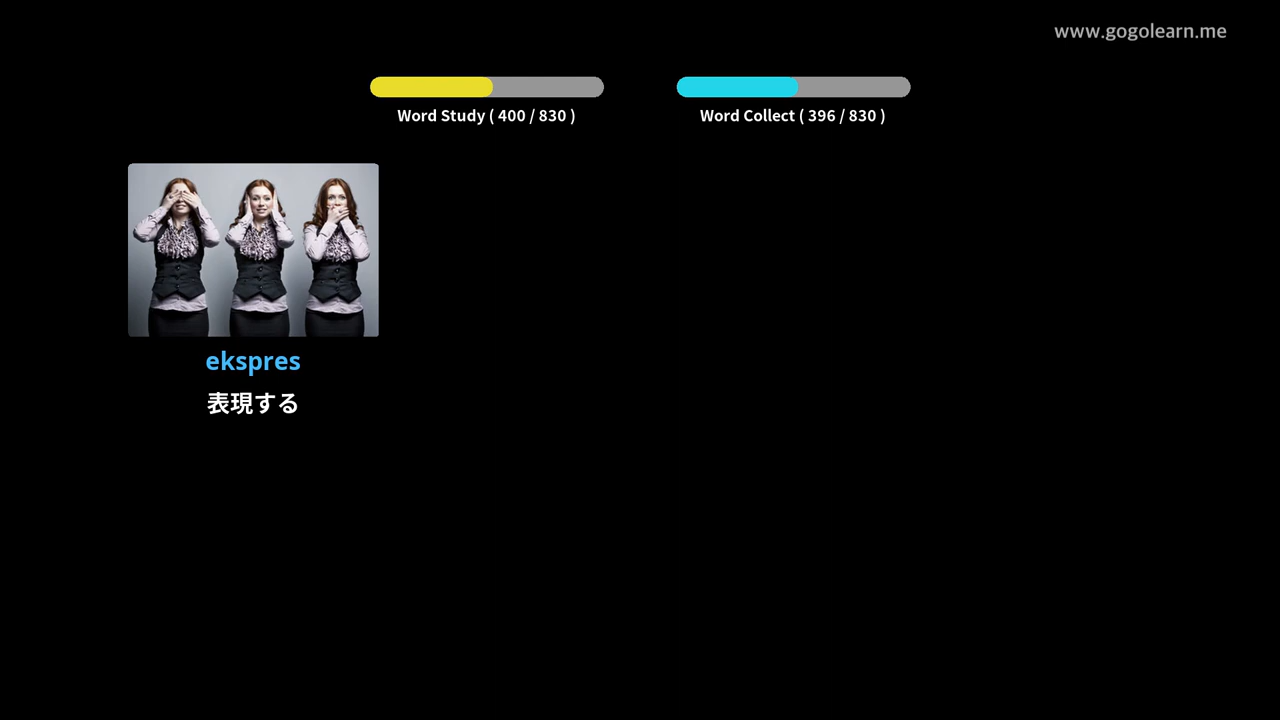 www.gogolearn.me
Word Study ( 400 / 830 )
Word Collect ( 396 / 830 )
ekspres
表現する